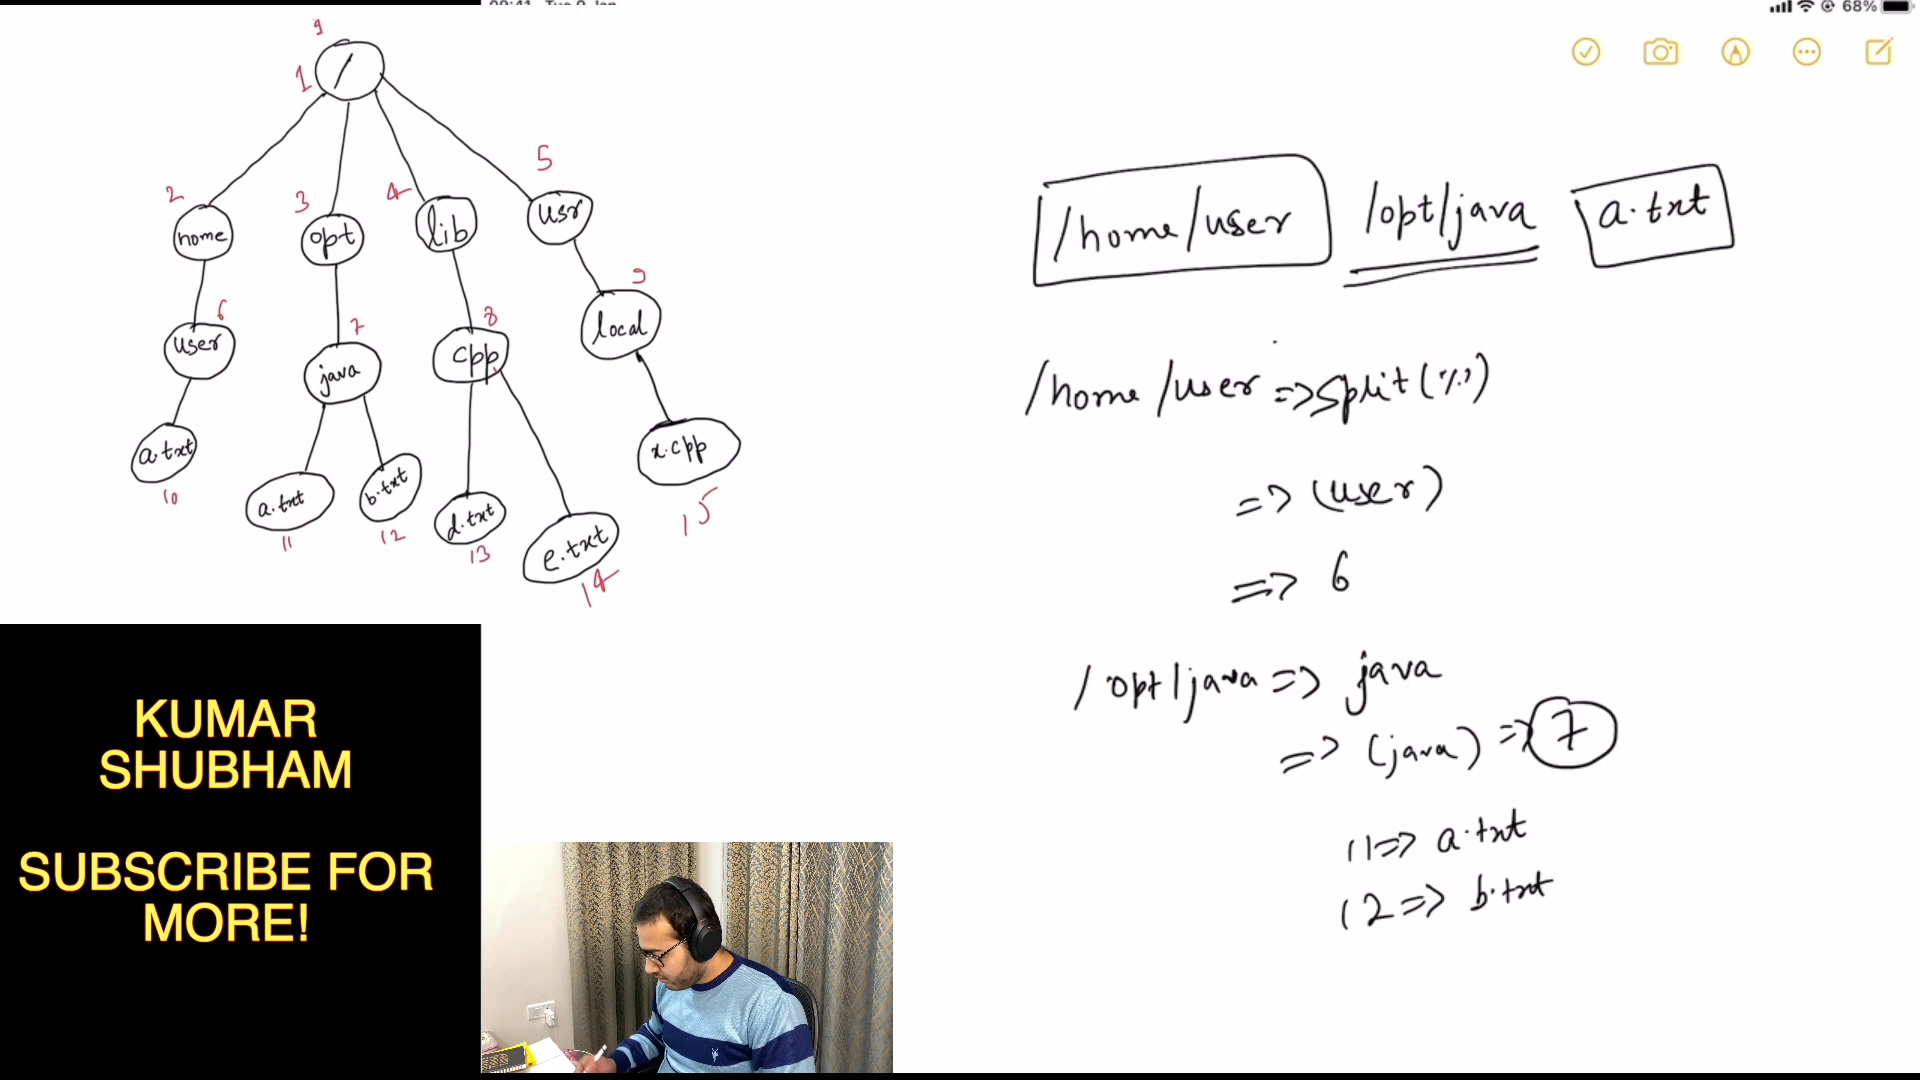 68%
9
1
/
5
2
3
4
home
opt
lib
usr
9
6
7
8
user
java
cpp
local
a.txt
10
a.txt
11
b.txt
12
d.txt
13
e.txt
14
x.cpp
15
/home/user /opt/java a.txt
/home/user => split('/')
=> (user)
=> 6
/opt/java => java
=> (java) => 7
11 => a.txt
12 => b.txt
KUMAR
SHUBHAM
SUBSCRIBE FOR
MORE!